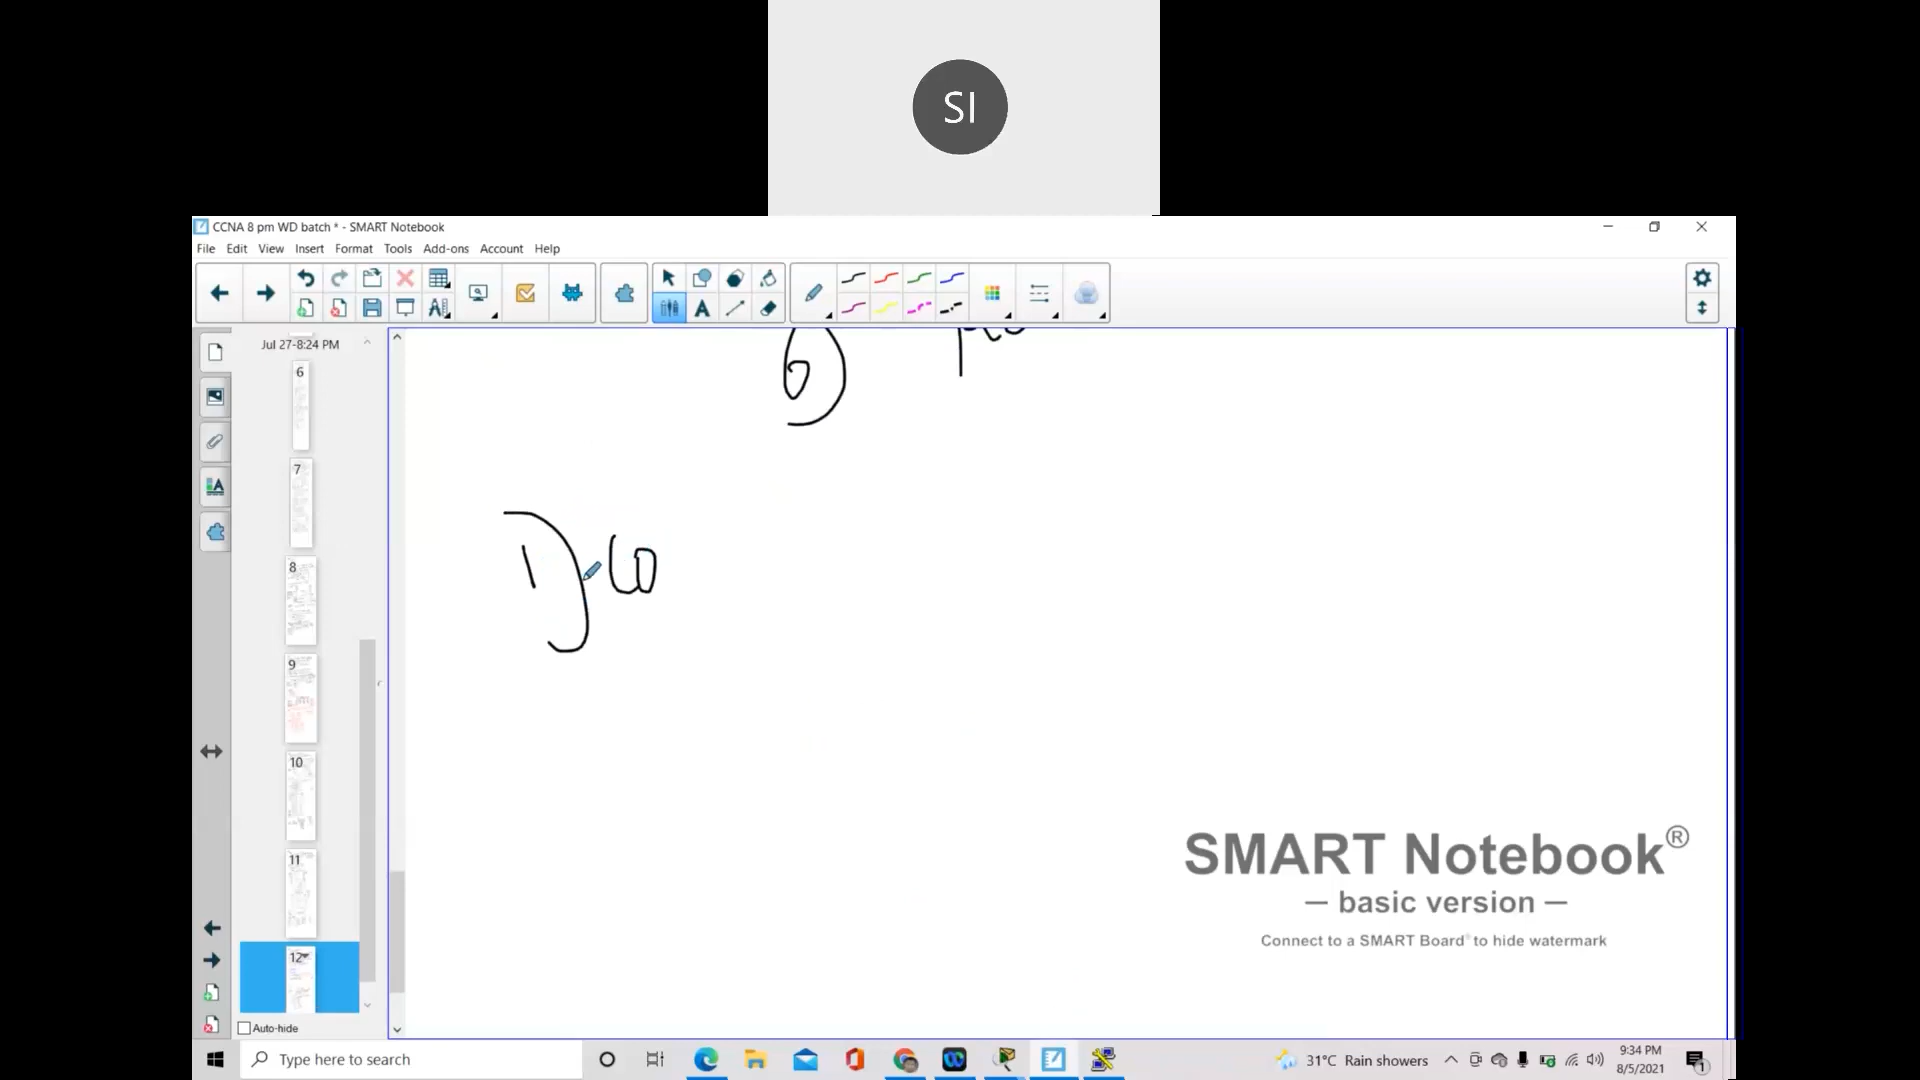 SI
CCNA 8 pm WD batch * - SMART Notebook
File Edit View Insert Format Tools Add-ons Account Help
Jul 27-8:24 PM
6
7
8
9
10
11
12
Auto-hide
6)
1) Co
SMART Notebook®
— basic version —
Connect to a SMART Board® to hide watermark
Type here to search
31°C Rain showers
9:34 PM
8/5/2021
1